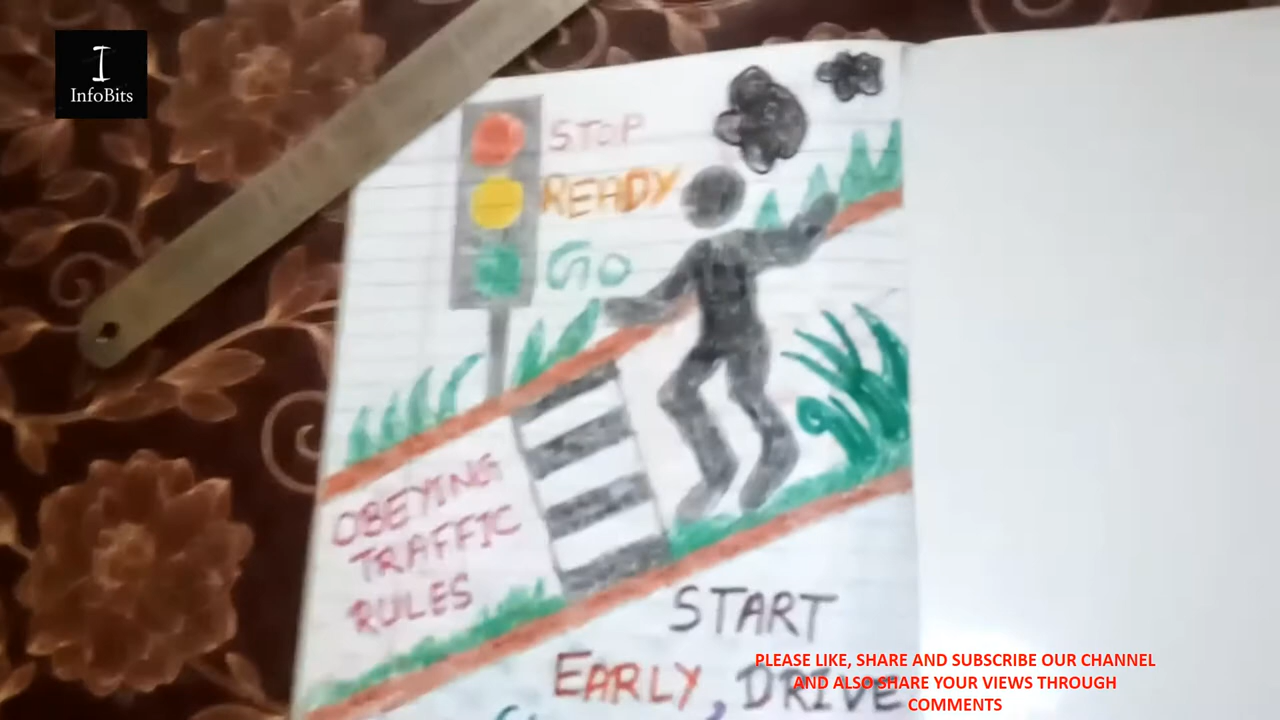 I
InfoBits
STOP
READY
GO
OBEYING
TRAFFIC
RULES
START
EARLY, DRIVE
PLEASE LIKE, SHARE AND SUBSCRIBE OUR CHANNEL
AND ALSO SHARE YOUR VIEWS THROUGH
COMMENTS